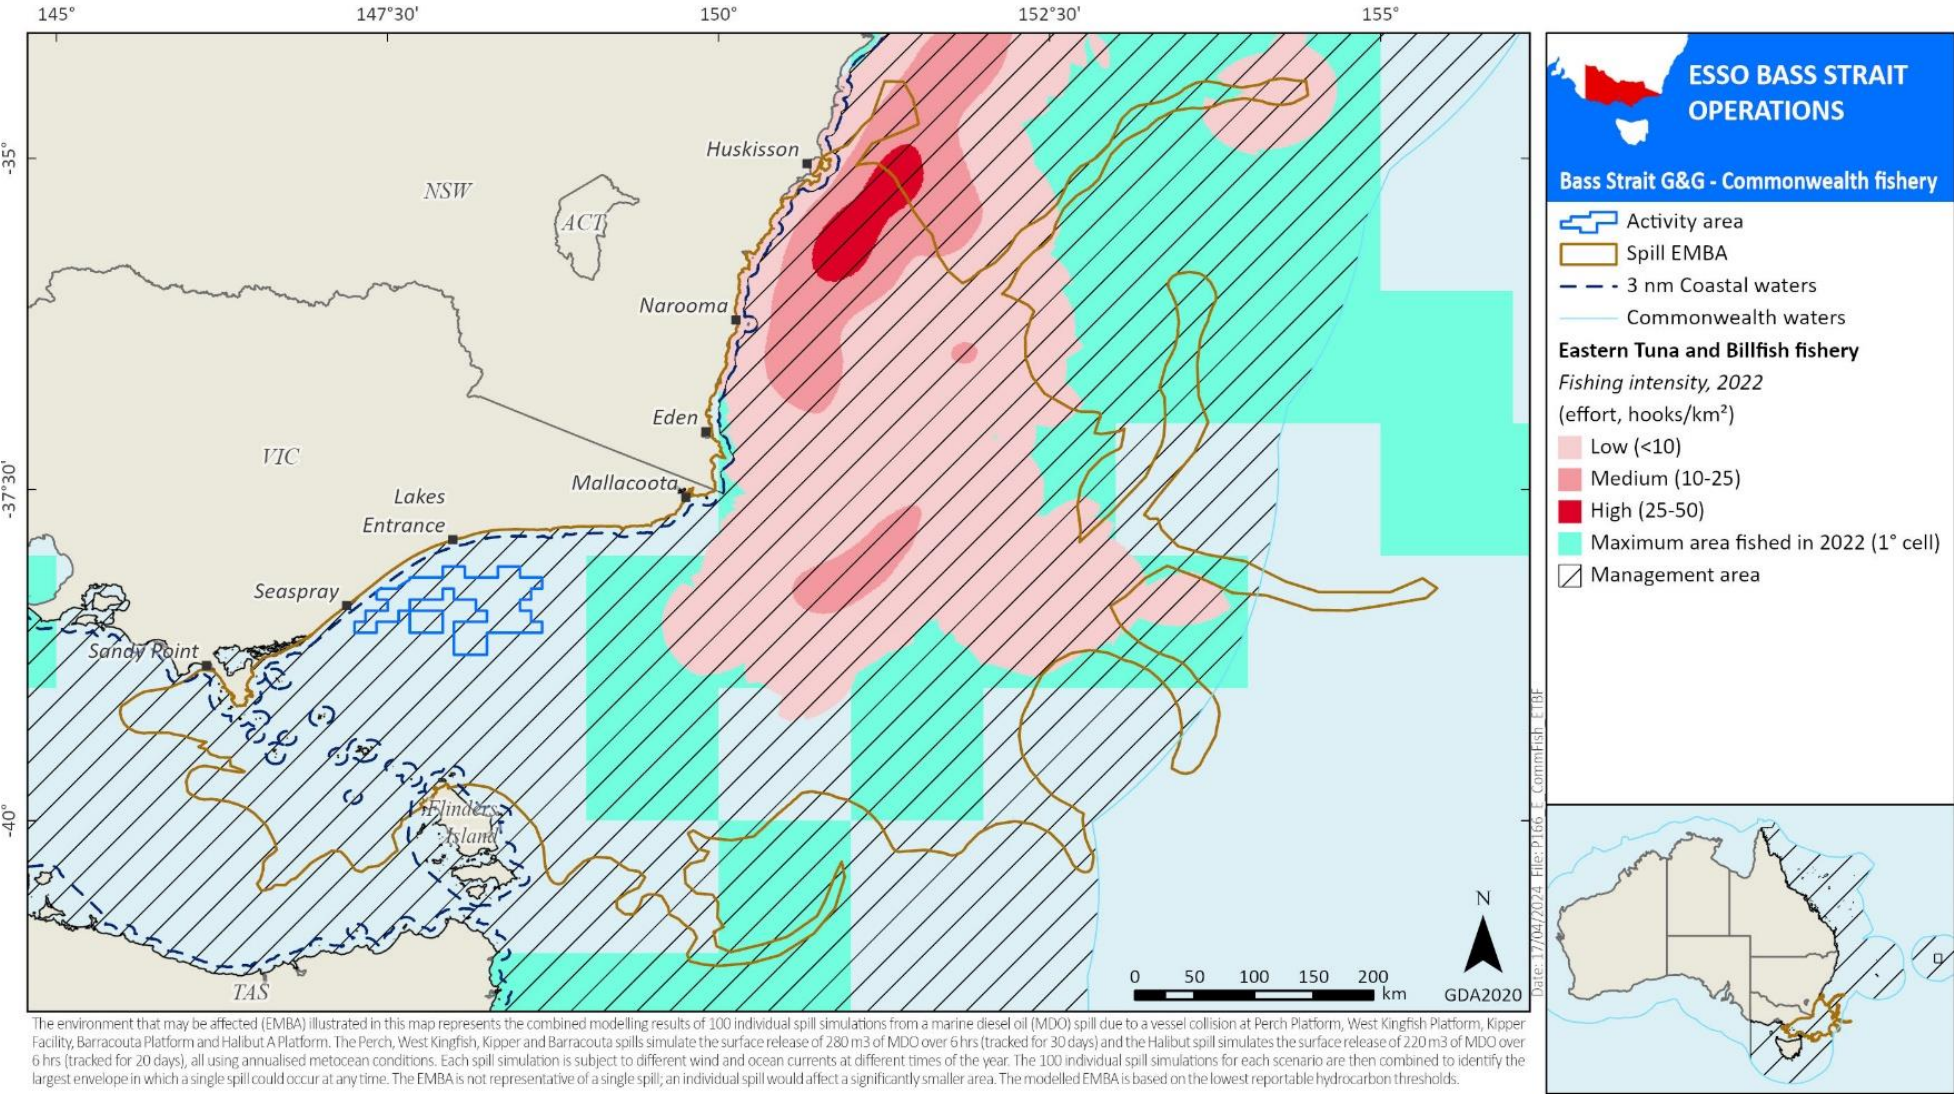 145°
147°30'
150°
152°30'
155°
-35°
-37°30'
-40°
Huskisson
NSW
ACT
Narooma
Eden
VIC
Mallacoota
Lakes
Entrance
Seaspray
Sandy Point
Flinders
Island
TAS
N
0 50 100 150 200
km
GDA2020
Date: 17/04/2024 File: P166_E_CommFish_ETBF
ESSO BASS STRAIT
OPERATIONS
Bass Strait G&G - Commonwealth fishery
Activity area
Spill EMBA
3 nm Coastal waters
Commonwealth waters
Eastern Tuna and Billfish fishery
Fishing intensity, 2022
(effort, hooks/km²)
Low (<10)
Medium (10-25)
High (25-50)
Maximum area fished in 2022 (1° cell)
Management area
The environment that may be affected (EMBA) illustrated in this map represents the combined modelling results of 100 individual spill simulations from a marine diesel oil (MDO) spill due to a vessel collision at Perch Platform, West Kingfish Platform, Kipper
Facility, Barracouta Platform and Halibut A Platform. The Perch, West Kingfish, Kipper and Barracouta spills simulate the surface release of 280 m3 of MDO over 6 hrs (tracked for 30 days) and the Halibut spill simulates the surface release of 220 m3 of MDO over
6 hrs (tracked for 20 days), all using annualised metocean conditions. Each spill simulation is subject to different wind and ocean currents at different times of the year. The 100 individual spill simulations for each scenario are then combined to identify the
largest envelope in which a single spill could occur at any time. The EMBA is not representative of a single spill; an individual spill would affect a significantly smaller area. The modelled EMBA is based on the lowest reportable hydrocarbon thresholds.